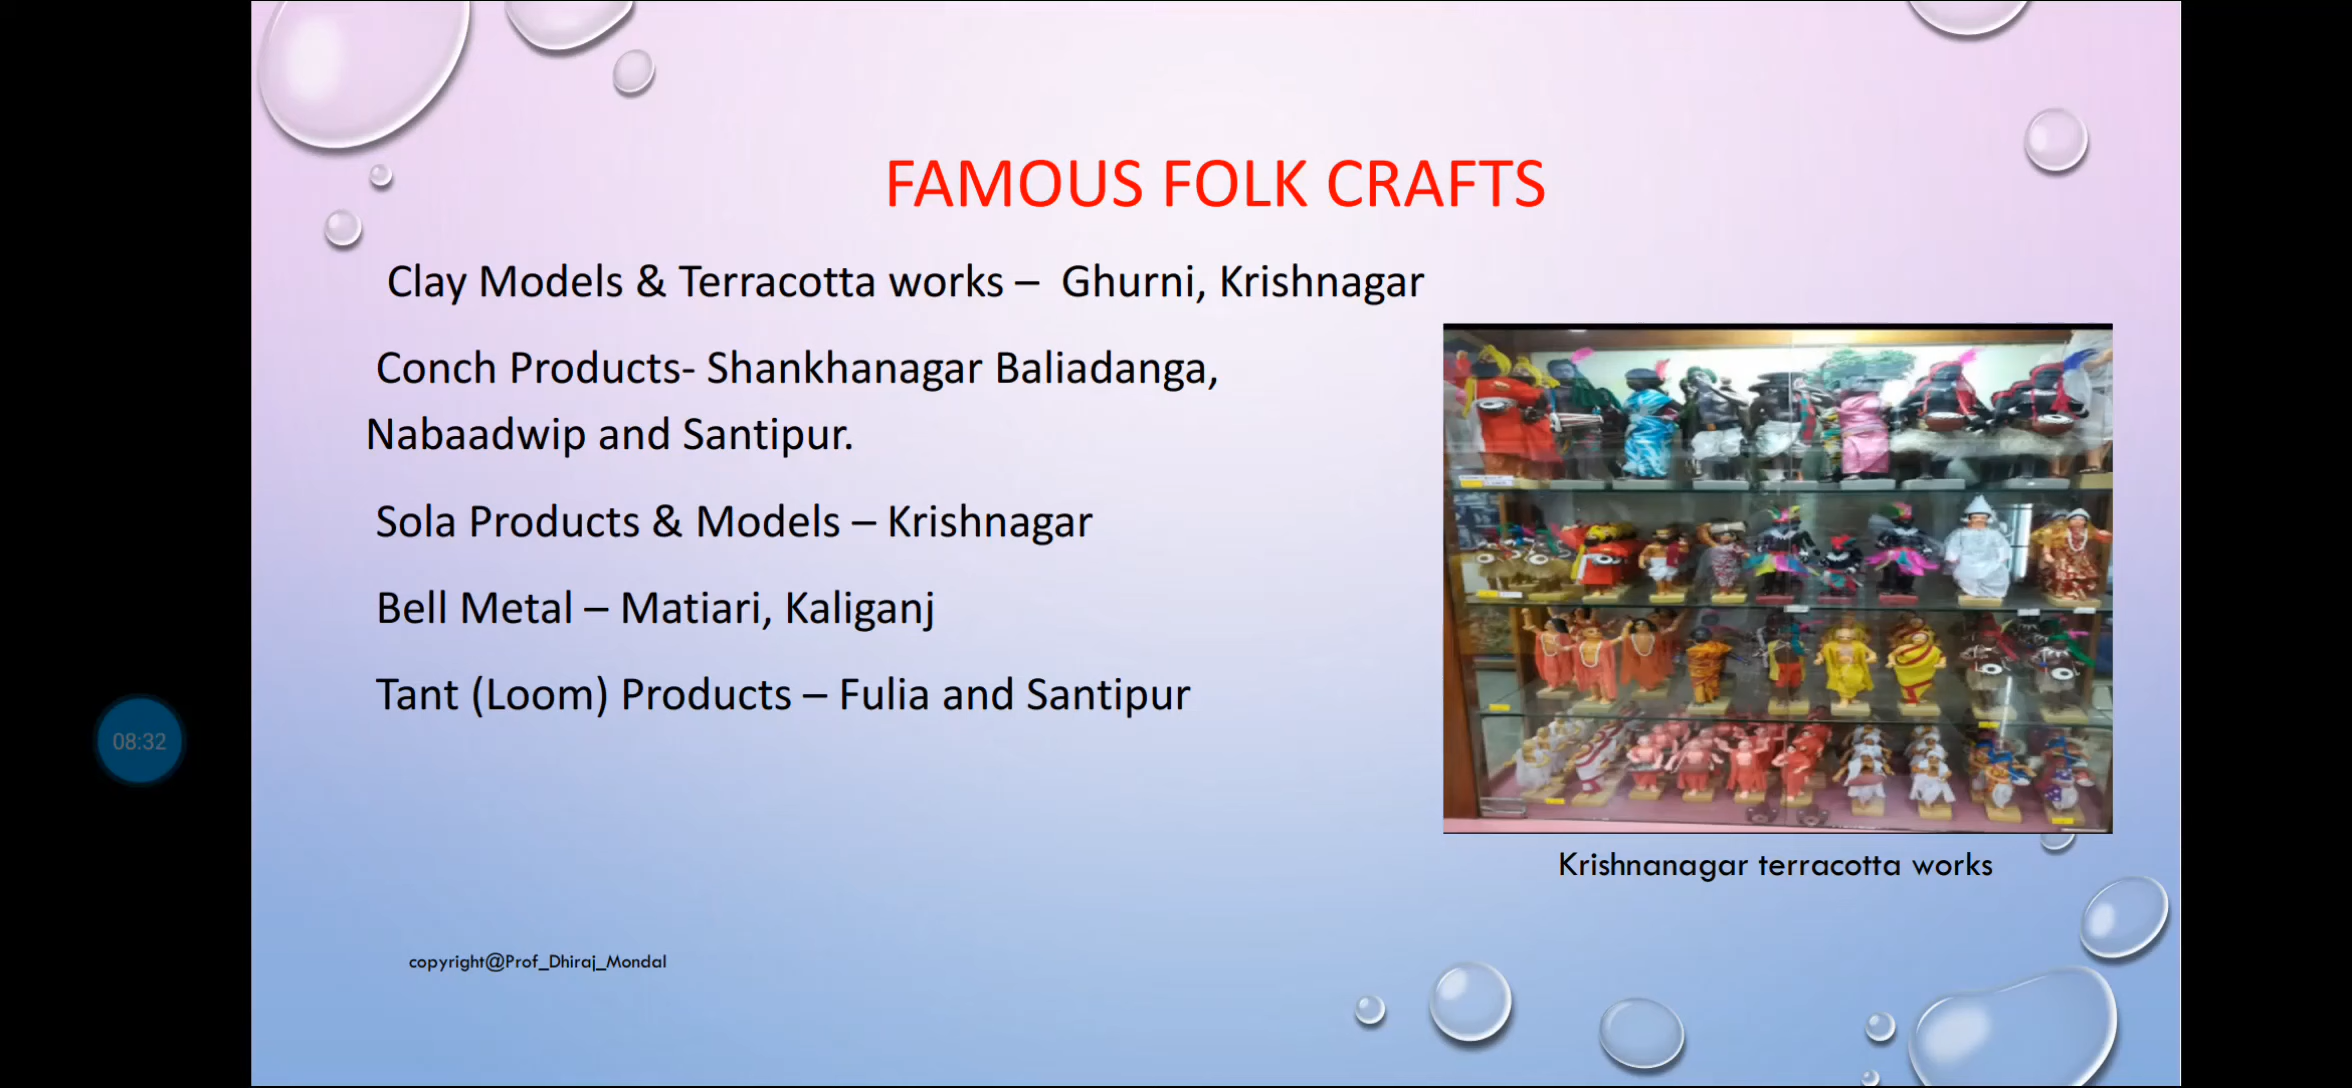 FAMOUS FOLK CRAFTS
Clay Models & Terracotta works – Ghurni, Krishnagar
Conch Products- Shankhanagar Baliadanga,
Nabaadwip and Santipur.
Sola Products & Models – Krishnagar
Bell Metal – Matiari, Kaliganj
Tant (Loom) Products – Fulia and Santipur
Krishnanagar terracotta works
copyright@Prof_Dhiraj_Mondal
08:32